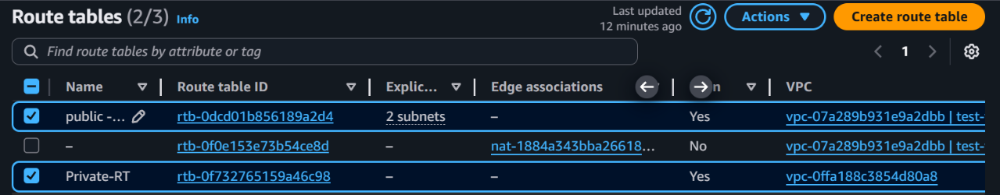 Route tables (2/3) Info
Last updated
12 minutes ago
Actions
Create route table
Find route tables by attribute or tag
1
Name Route table ID Explic... Edge associations n VPC
public -... rtb-0dcd01b856189a2d4 2 subnets – Yes vpc-07a289b931e9a2dbb | test-
– rtb-0f0e153e73b54ce8d – nat-1884a343bba26618... No vpc-07a289b931e9a2dbb | test-
Private-RT rtb-0f732765159a46c98 – – Yes vpc-0ffa188c3854d80a8